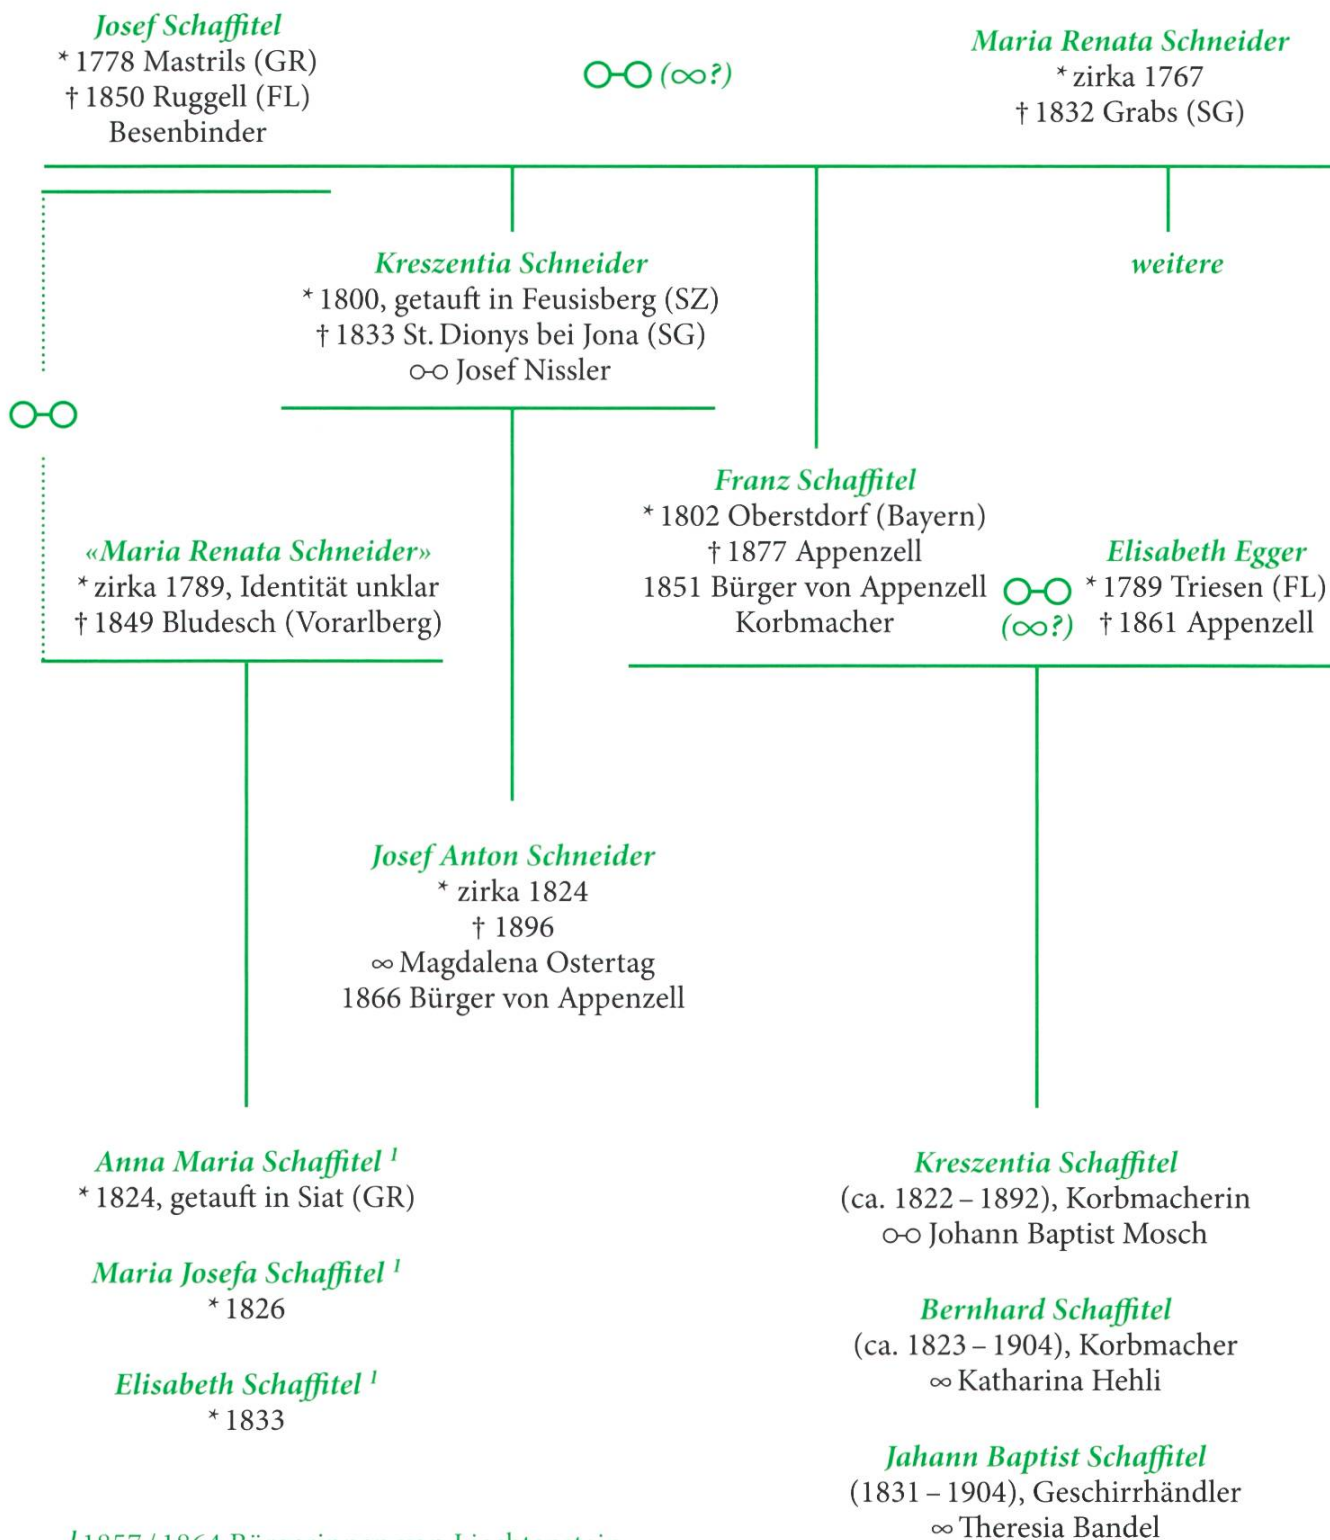 Josef Schaffitel
* 1778 Mastrils (GR)
† 1850 Ruggell (FL)
Besenbinder
o-o (∞?)
Maria Renata Schneider
* zirka 1767
† 1832 Grabs (SG)
Kreszentia Schneider
* 1800, getauft in Feusisberg (SZ)
† 1833 St. Dionys bei Jona (SG)
o-o Josef Nissler
weitere
o-o
«Maria Renata Schneider»
* zirka 1789, Identität unklar
† 1849 Bludesch (Vorarlberg)
Franz Schaffitel
* 1802 Oberstdorf (Bayern)
† 1877 Appenzell
1851 Bürger von Appenzell
Korbmacher
o-o
(∞?)
Elisabeth Egger
* 1789 Triesen (FL)
† 1861 Appenzell
Josef Anton Schneider
* zirka 1824
† 1896
∞ Magdalena Ostertag
1866 Bürger von Appenzell
Anna Maria Schaffitel 1
* 1824, getauft in Siat (GR)
Maria Josefa Schaffitel 1
* 1826
Elisabeth Schaffitel 1
* 1833
Kreszentia Schaffitel
(ca. 1822 – 1892), Korbmacherin
o-o Johann Baptist Mosch
Bernhard Schaffitel
(ca. 1823 – 1904), Korbmacher
∞ Katharina Hehli
Jahann Baptist Schaffitel
(1831 – 1904), Geschirrhändler
∞ Theresia Bandel
1 1857 / 1864 Bürgerinnen von Liechtenstein